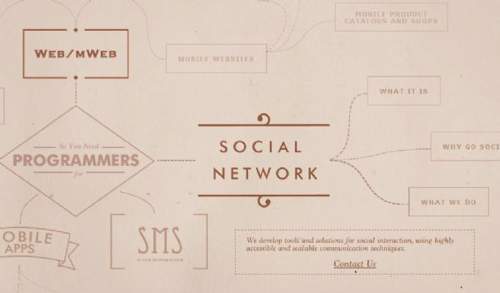 MOBILE PRODUCT
CATALOGS AND SHOPS
WEB/MWEB
MOBILE WEBSITES
WHAT IT IS
So You Need
PROGRAMMERS
for
SOCIAL
NETWORK
WHY GO SOCI
WHAT WE DO
OBILE
APPS
SMS
We develop tools and solutions for social interaction, using highly
accessible and scalable communication techniques.
Contact Us